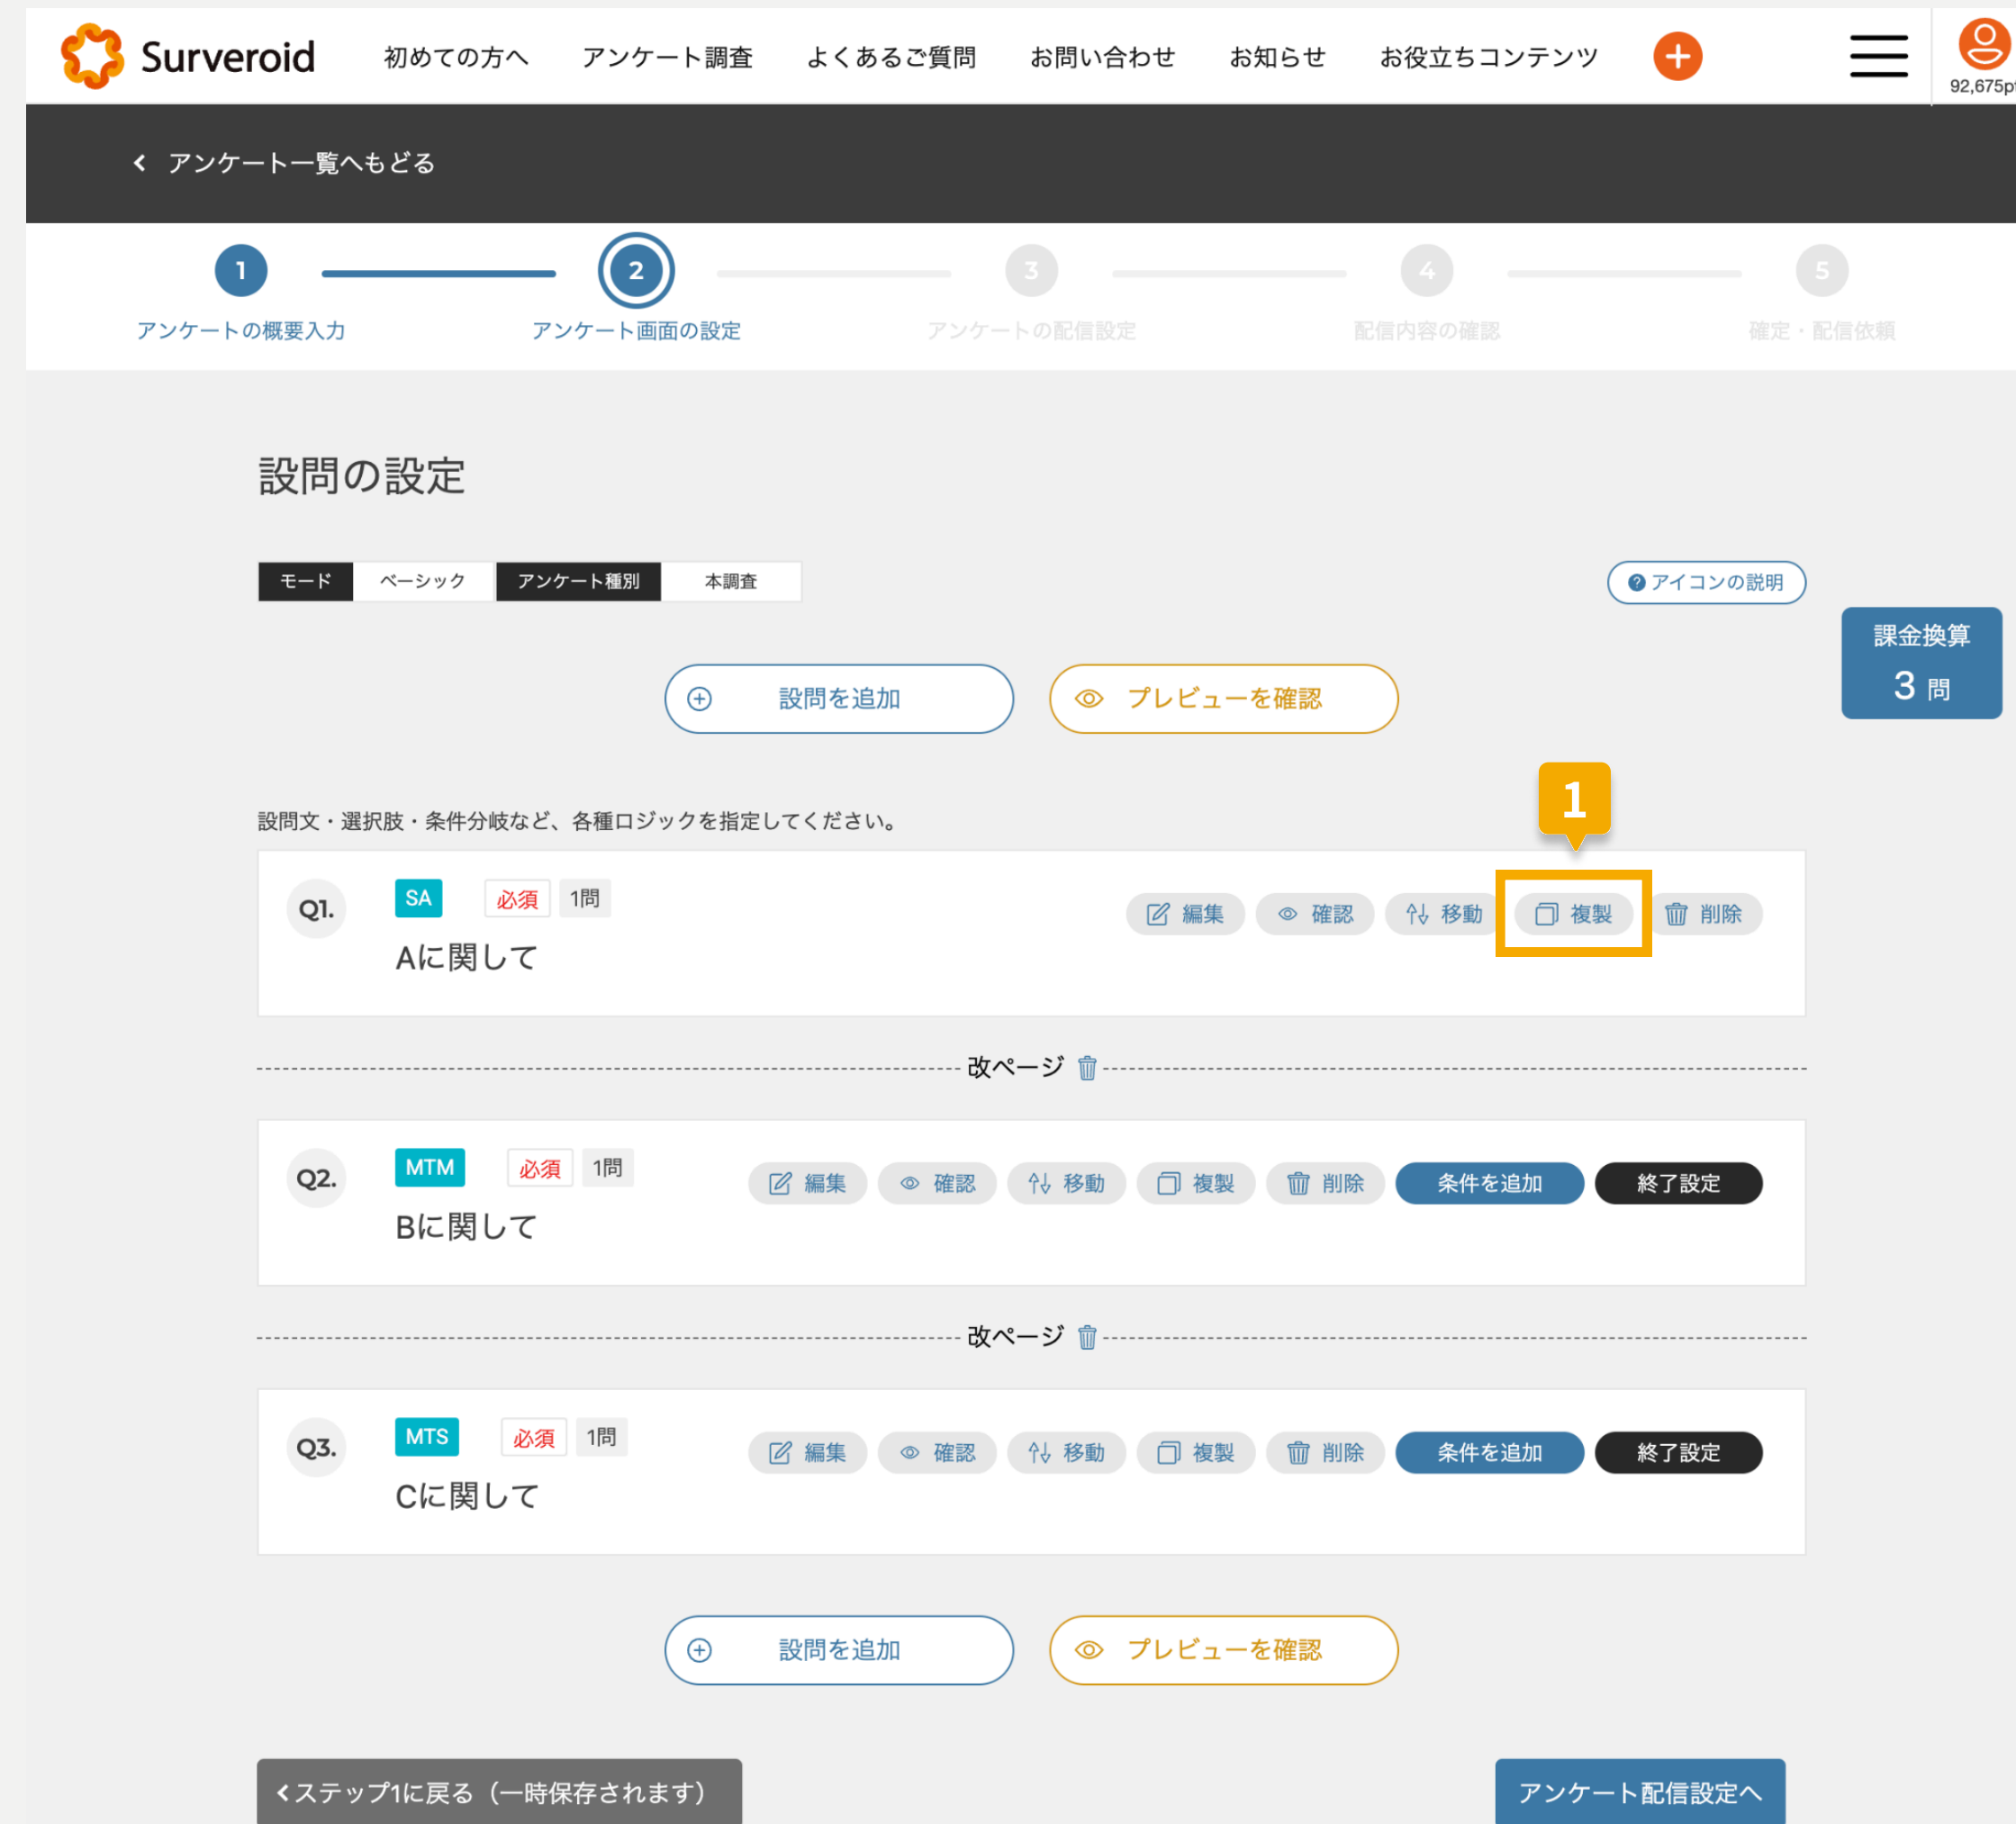 Surveroid 初めての方へ アンケート調査 よくあるご質問 お問い合わせ お知らせ お役立ちコンテンツ
92,675pt
アンケート一覧へもどる
1 2 3 4 5
アンケートの概要入力 アンケート画面の設定 アンケートの配信設定 配信内容の確認 確定・配信依頼
設問の設定
モード ベーシック アンケート種別 本調査 アイコンの説明
課金換算
3 問
設問を追加 プレビューを確認
1
設問文・選択肢・条件分岐など、各種ロジックを指定してください。
Q1. SA 必須 1問 編集 確認 移動 複製 削除
Aに関して
改ページ
Q2. MTM 必須 1問 編集 確認 移動 複製 削除 条件を追加 終了設定
Bに関して
改ページ
Q3. MTS 必須 1問 編集 確認 移動 複製 削除 条件を追加 終了設定
Cに関して
設問を追加 プレビューを確認
ステップ1に戻る（一時保存されます） アンケート配信設定へ